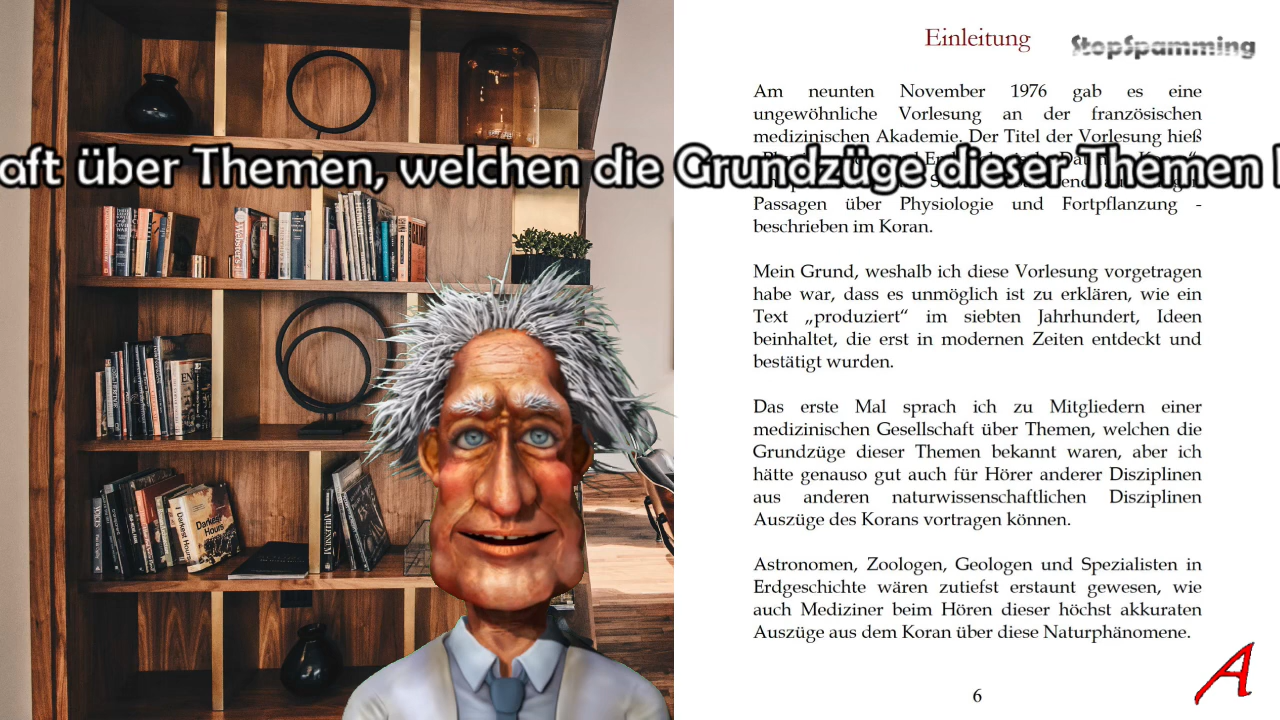 Einleitung
StopSpamming
Am neunten November 1976 gab es eine
ungewöhnliche Vorlesung an der französischen
medizinischen Akademie. Der Titel der Vorlesung hieß
aft über Themen, welchen die Grundzüge dieser Themen
Passagen über Physiologie und Fortpflanzung -
beschrieben im Koran.
Mein Grund, weshalb ich diese Vorlesung vorgetragen
habe war, dass es unmöglich ist zu erklären, wie ein
Text „produziert“ im siebten Jahrhundert, Ideen
beinhaltet, die erst in modernen Zeiten entdeckt und
bestätigt wurden.
Das erste Mal sprach ich zu Mitgliedern einer
medizinischen Gesellschaft über Themen, welchen die
Grundzüge dieser Themen bekannt waren, aber ich
hätte genauso gut auch für Hörer anderer Disziplinen
aus anderen naturwissenschaftlichen Disziplinen
Auszüge des Korans vortragen können.
Astronomen, Zoologen, Geologen und Spezialisten in
Erdgeschichte wären zutiefst erstaunt gewesen, wie
auch Mediziner beim Hören dieser höchst akkuraten
Auszüge aus dem Koran über diese Naturphänomene.
6
A
Darkest
Hours